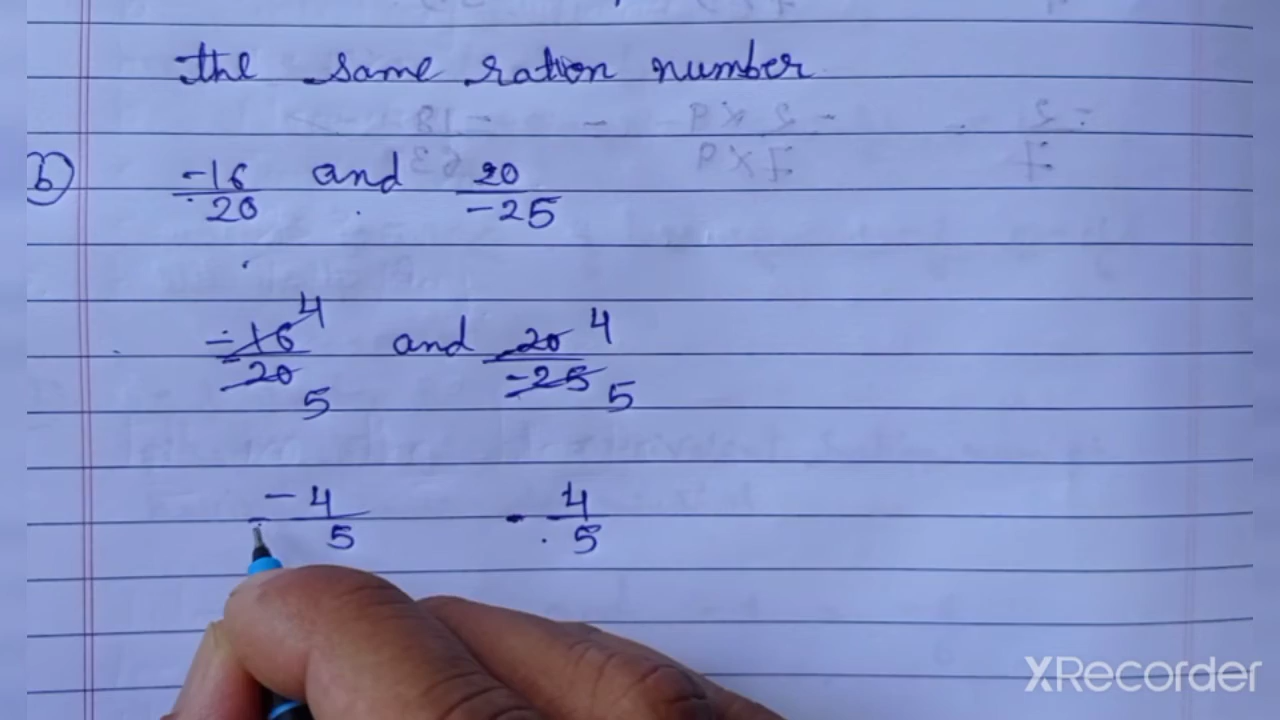 the same ration number
b) -16/20 and 20/-25
-16/20 4/5 and 20/-25 4/5
-4/5 - 4/5
XRecorder